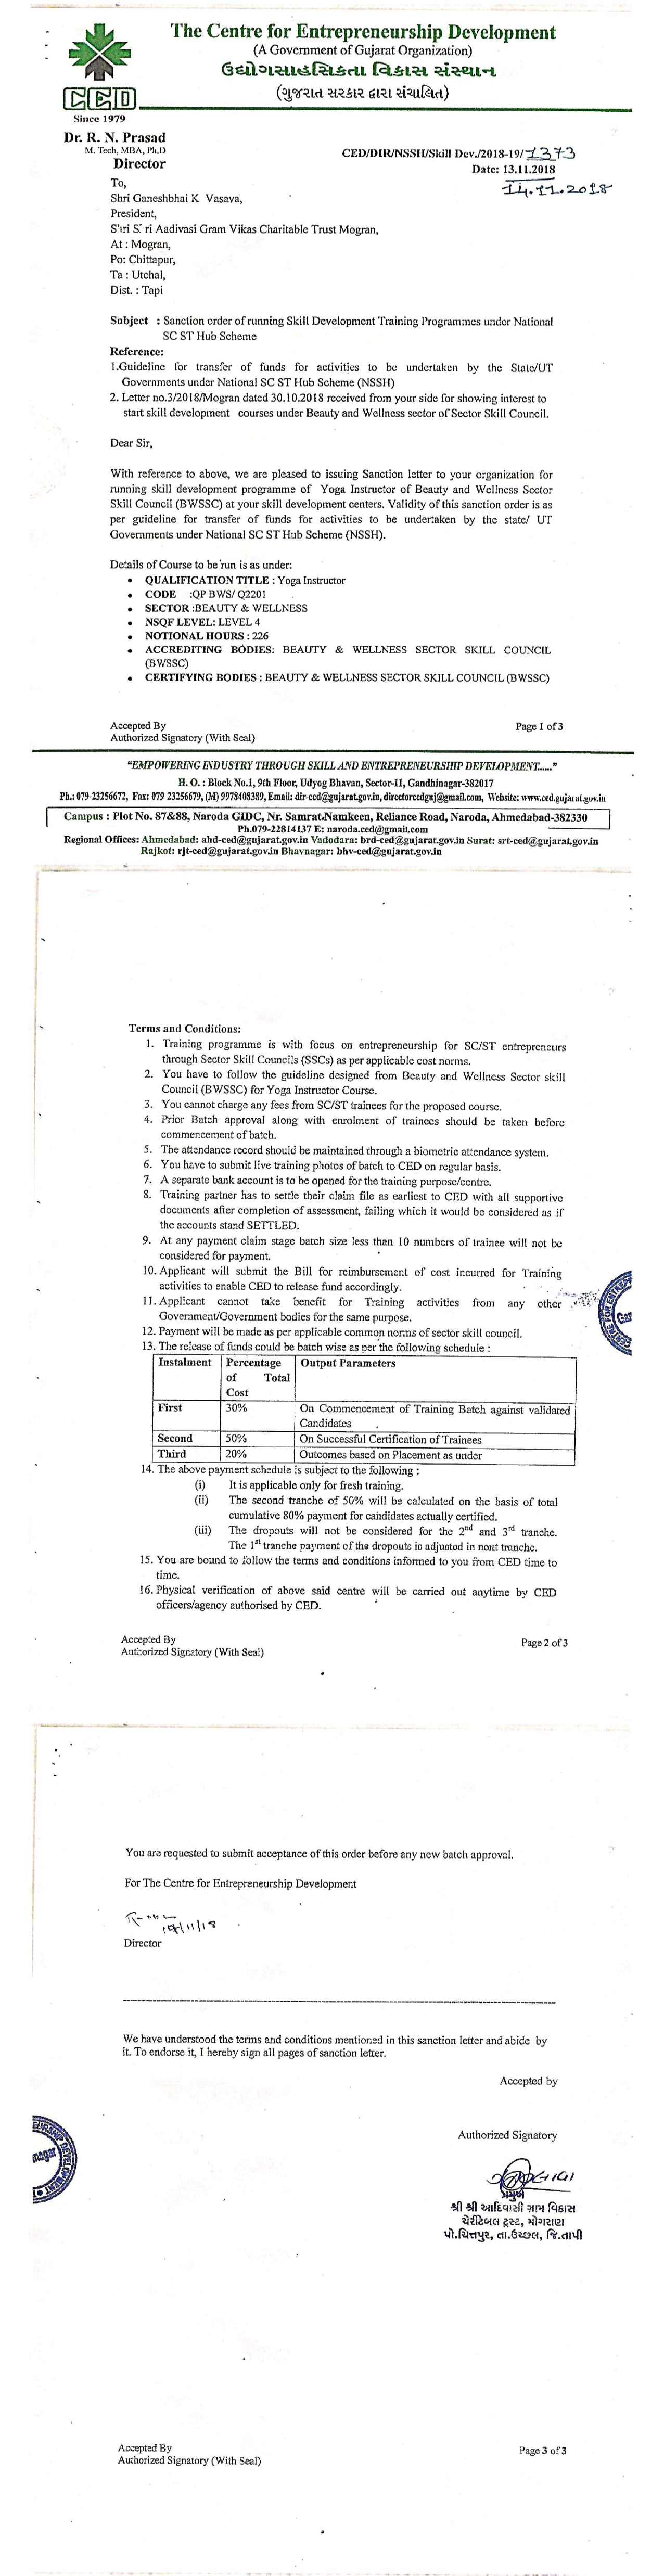 The Centre for Entrepreneurship Development
(A Government of Gujarat Organization)
ઉદ્યોગસાહસિકતા વિકાસ સંસ્થાન
(ગુજરાત સરકાર દ્વારા સંચાલિત)
CED
Since 1979
Dr. R. N. Prasad
M. Tech, MBA, Ph.D
Director
CED/DIR/NSSH/Skill Dev./2018-19/1373
Date: 13.11.2018
14.11.2018
To,
Shri Ganeshbhai K Vasava,
President,
Shri S ri Aadivasi Gram Vikas Charitable Trust Mogran,
At : Mogran,
Po: Chittapur,
Ta : Utchal,
Dist. : Tapi
Subject : Sanction order of running Skill Development Training Programmes under National
SC ST Hub Scheme
Reference:
1.Guideline for transfer of funds for activities to be undertaken by the State/UT
Governments under National SC ST Hub Scheme (NSSH)
2. Letter no.3/2018/Mogran dated 30.10.2018 received from your side for showing interest to
start skill development courses under Beauty and Wellness sector of Sector Skill Council.
Dear Sir,
With reference to above, we are pleased to issuing Sanction letter to your organization for
running skill development programme of Yoga Instructor of Beauty and Wellness Sector
Skill Council (BWSSC) at your skill development centers. Validity of this sanction order is as
per guideline for transfer of funds for activities to be undertaken by the state/ UT
Governments under National SC ST Hub Scheme (NSSH).
Details of Course to be run is as under:
• QUALIFICATION TITLE : Yoga Instructor
• CODE :QP BWS/ Q2201
• SECTOR :BEAUTY & WELLNESS
• NSQF LEVEL: LEVEL 4
• NOTIONAL HOURS : 226
• ACCREDITING BODIES: BEAUTY & WELLNESS SECTOR SKILL COUNCIL
(BWSSC)
• CERTIFYING BODIES : BEAUTY & WELLNESS SECTOR SKILL COUNCIL (BWSSC)
Accepted By
Authorized Signatory (With Seal)
Page 1 of 3
"EMPOWERING INDUSTRY THROUGH SKILL AND ENTREPRENEURSHIP DEVELOPMENT....."
H. O. : Block No.1, 9th Floor, Udyog Bhavan, Sector-11, Gandhinagar-382017
Ph.: 079-23256672, Fax: 079 23256679, (M) 9978408389, Email: dir-ced@gujarat.gov.in, directorcedguj@gmail.com, Website: www.ced.gujarat.gov.in
Campus : Plot No. 87&88, Naroda GIDC, Nr. Samrat Namkeen, Reliance Road, Naroda, Ahmedabad-382330
Ph.079-22814137 E: naroda.ced@gmail.com
Regional Offices: Ahmedabad: ahd-ced@gujarat.gov.in Vadodara: brd-ced@gujarat.gov.in Surat: srt-ced@gujarat.gov.in
Rajkot: rjt-ced@gujarat.gov.in Bhavnagar: bhv-ced@gujarat.gov.in
Terms and Conditions:
1. Training programme is with focus on entrepreneurship for SC/ST entrepreneurs
through Sector Skill Councils (SSCs) as per applicable cost norms.
2. You have to follow the guideline designed from Beauty and Wellness Sector skill
Council (BWSSC) for Yoga Instructor Course.
3. You cannot charge any fees from SC/ST trainees for the proposed course.
4. Prior Batch approval along with enrolment of trainees should be taken before
commencement of batch.
5. The attendance record should be maintained through a biometric attendance system.
6. You have to submit live training photos of batch to CED on regular basis.
7. A separate bank account is to be opened for the training purpose/centre.
8. Training partner has to settle their claim file as earliest to CED with all supportive
documents after completion of assessment, failing which it would be considered as if
the accounts stand SETTLED.
9. At any payment claim stage batch size less than 10 numbers of trainee will not be
considered for payment.
10. Applicant will submit the Bill for reimbursement of cost incurred for Training
activities to enable CED to release fund accordingly.
11. Applicant cannot take benefit for Training activities from any other
Government/Government bodies for the same purpose.
12. Payment will be made as per applicable common norms of sector skill council.
13. The release of funds could be batch wise as per the following schedule :
Instalment Percentage of Total Cost Output Parameters
First 30% On Commencement of Training Batch against validated
Candidates
Second 50% On Successful Certification of Trainees
Third 20% Outcomes based on Placement as under
14. The above payment schedule is subject to the following :
(i) It is applicable only for fresh training.
(ii) The second tranche of 50% will be calculated on the basis of total
cumulative 80% payment for candidates actually certified.
(iii) The dropouts will not be considered for the 2nd and 3rd tranche.
The 1st tranche payment of the dropouts is adjusted in next tranche.
15. You are bound to follow the terms and conditions informed to you from CED time to
time.
16. Physical verification of above said centre will be carried out anytime by CED
officers/agency authorised by CED.
Accepted By
Authorized Signatory (With Seal)
Page 2 of 3
You are requested to submit acceptance of this order before any new batch approval.
For The Centre for Entrepreneurship Development
Director
We have understood the terms and conditions mentioned in this sanction letter and abide by
it. To endorse it, I hereby sign all pages of sanction letter.
Accepted by
Authorized Signatory
પ્રમુખ
શ્રી શ્રી આદિવાસી ગ્રામ વિકાસ
ચેરીટેબલ ટ્રસ્ટ, મોગરાણ
પો.ચિત્તપુર, તા.ઉચ્છલ, જિ.તાપી
Accepted By
Authorized Signatory (With Seal)
Page 3 of 3